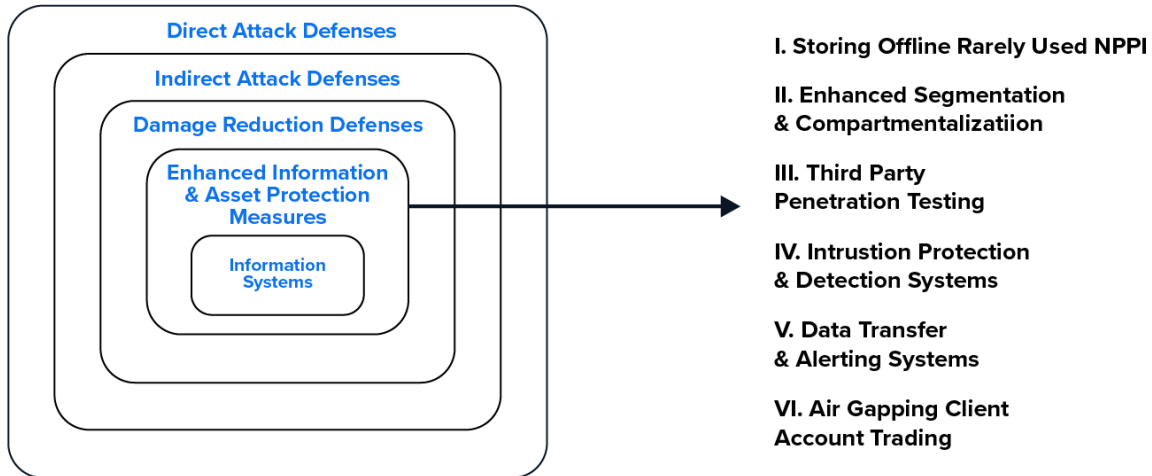 Direct Attack Defenses
Indirect Attack Defenses
Damage Reduction Defenses
Enhanced Information
& Asset Protection
Measures
Information
Systems
I. Storing Offline Rarely Used NPPI
II. Enhanced Segmentation
& Compartmentalizatiion
III. Third Party
Penetration Testing
IV. Intrustion Protection
& Detection Systems
V. Data Transfer
& Alerting Systems
VI. Air Gapping Client
Account Trading